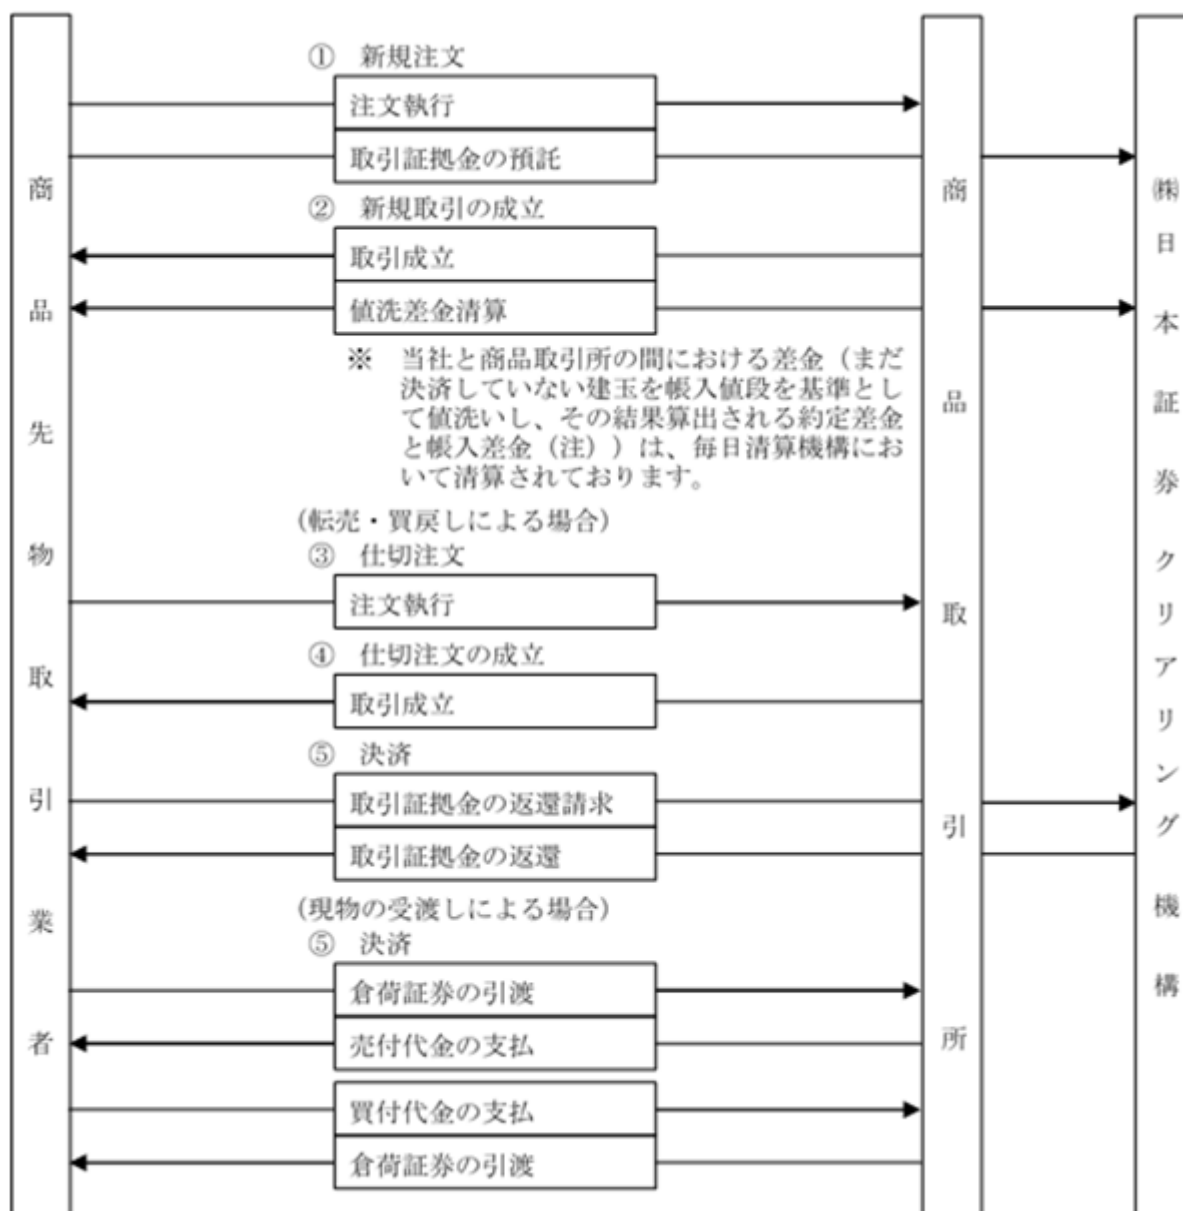 ① 新規注文
注文執行
取引証拠金の預託
② 新規取引の成立
取引成立
値洗差金清算
※ 当社と商品取引所の間における差金（まだ
決済していない建玉を帳入値段を基準とし
て値洗いし、その結果算出される約定差金
と帳入差金（注））は、毎日清算機構にお
いて清算されております。
（転売・買戻しによる場合）
③ 仕切注文
注文執行
④ 仕切注文の成立
取引成立
⑤ 決済
取引証拠金の返還請求
取引証拠金の返還
（現物の受渡しによる場合）
⑤ 決済
倉荷証券の引渡
売付代金の支払
買付代金の支払
倉荷証券の引渡
商品先物取引業者
商品取引所
㈱日本証券クリアリング機構